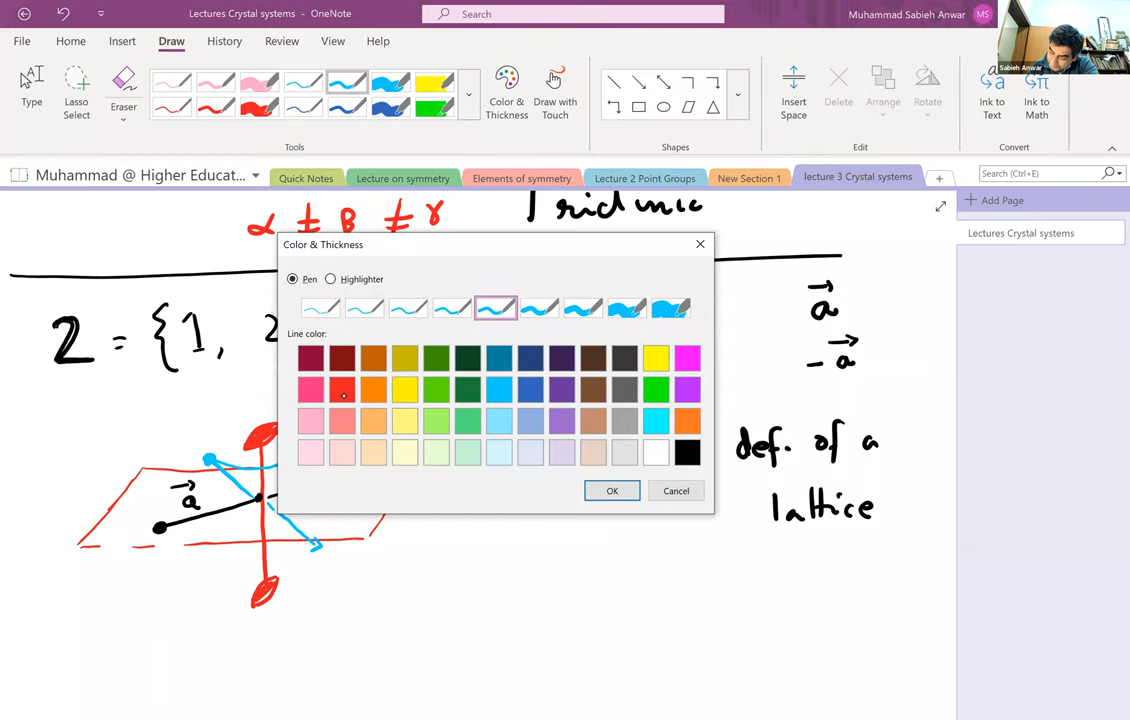 Lectures Crystal systems - OneNote
Search
Muhammad Sabieh Anwar
MS
Sabieh Anwar
File Home Insert Draw History Review View Help
Type
Lasso Select
Eraser
Color & Thickness
Draw with Touch
Insert Space
Delete
Arrange
Rotate
Ink to Text
Ink to Math
Tools
Shapes
Edit
Convert
Muhammad @ Higher Educat...
Quick Notes
Lecture on symmetry
Elements of symmetry
Lecture 2 Point Groups
New Section 1
lecture 3 Crystal systems
Search (Ctrl+E)
Add Page
Lectures Crystal systems
α ≠ β ≠ γ
Triclinic
Color & Thickness
Pen
Highlighter
Line color:
OK
Cancel
2 = {1, 2
a
- a
def. of a
lattice
a